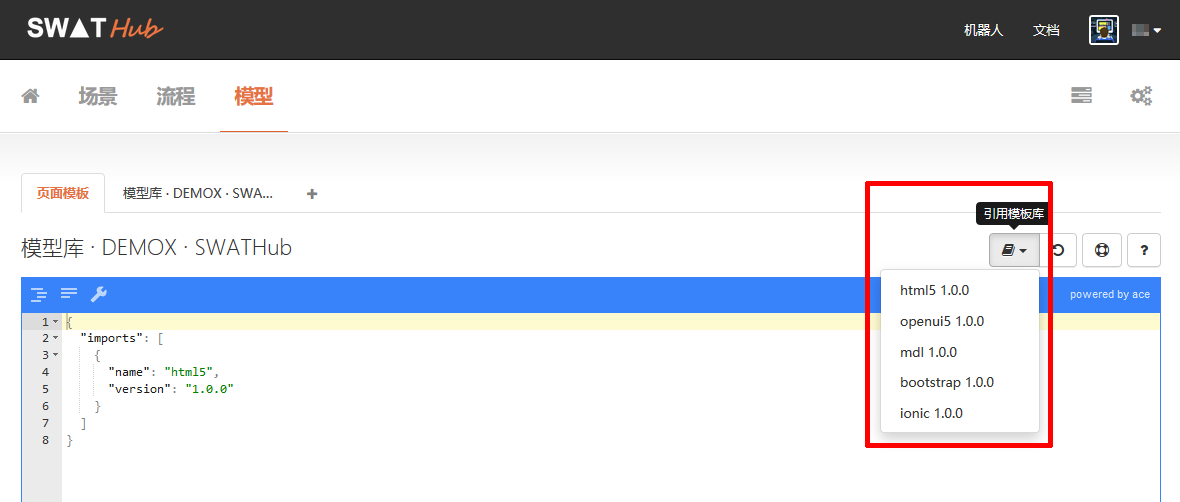 SWAT Hub
机器人 文档
场景 流程 模型
页面模板 模型库 · DEMOX · SWA... +
引用模板库
模型库 · DEMOX · SWATHub
?
powered by ace
html5 1.0.0
openui5 1.0.0
mdl 1.0.0
bootstrap 1.0.0
ionic 1.0.0
1 {
2 "imports": [
3 {
4 "name": "html5",
5 "version": "1.0.0"
6 }
7 ]
8 }